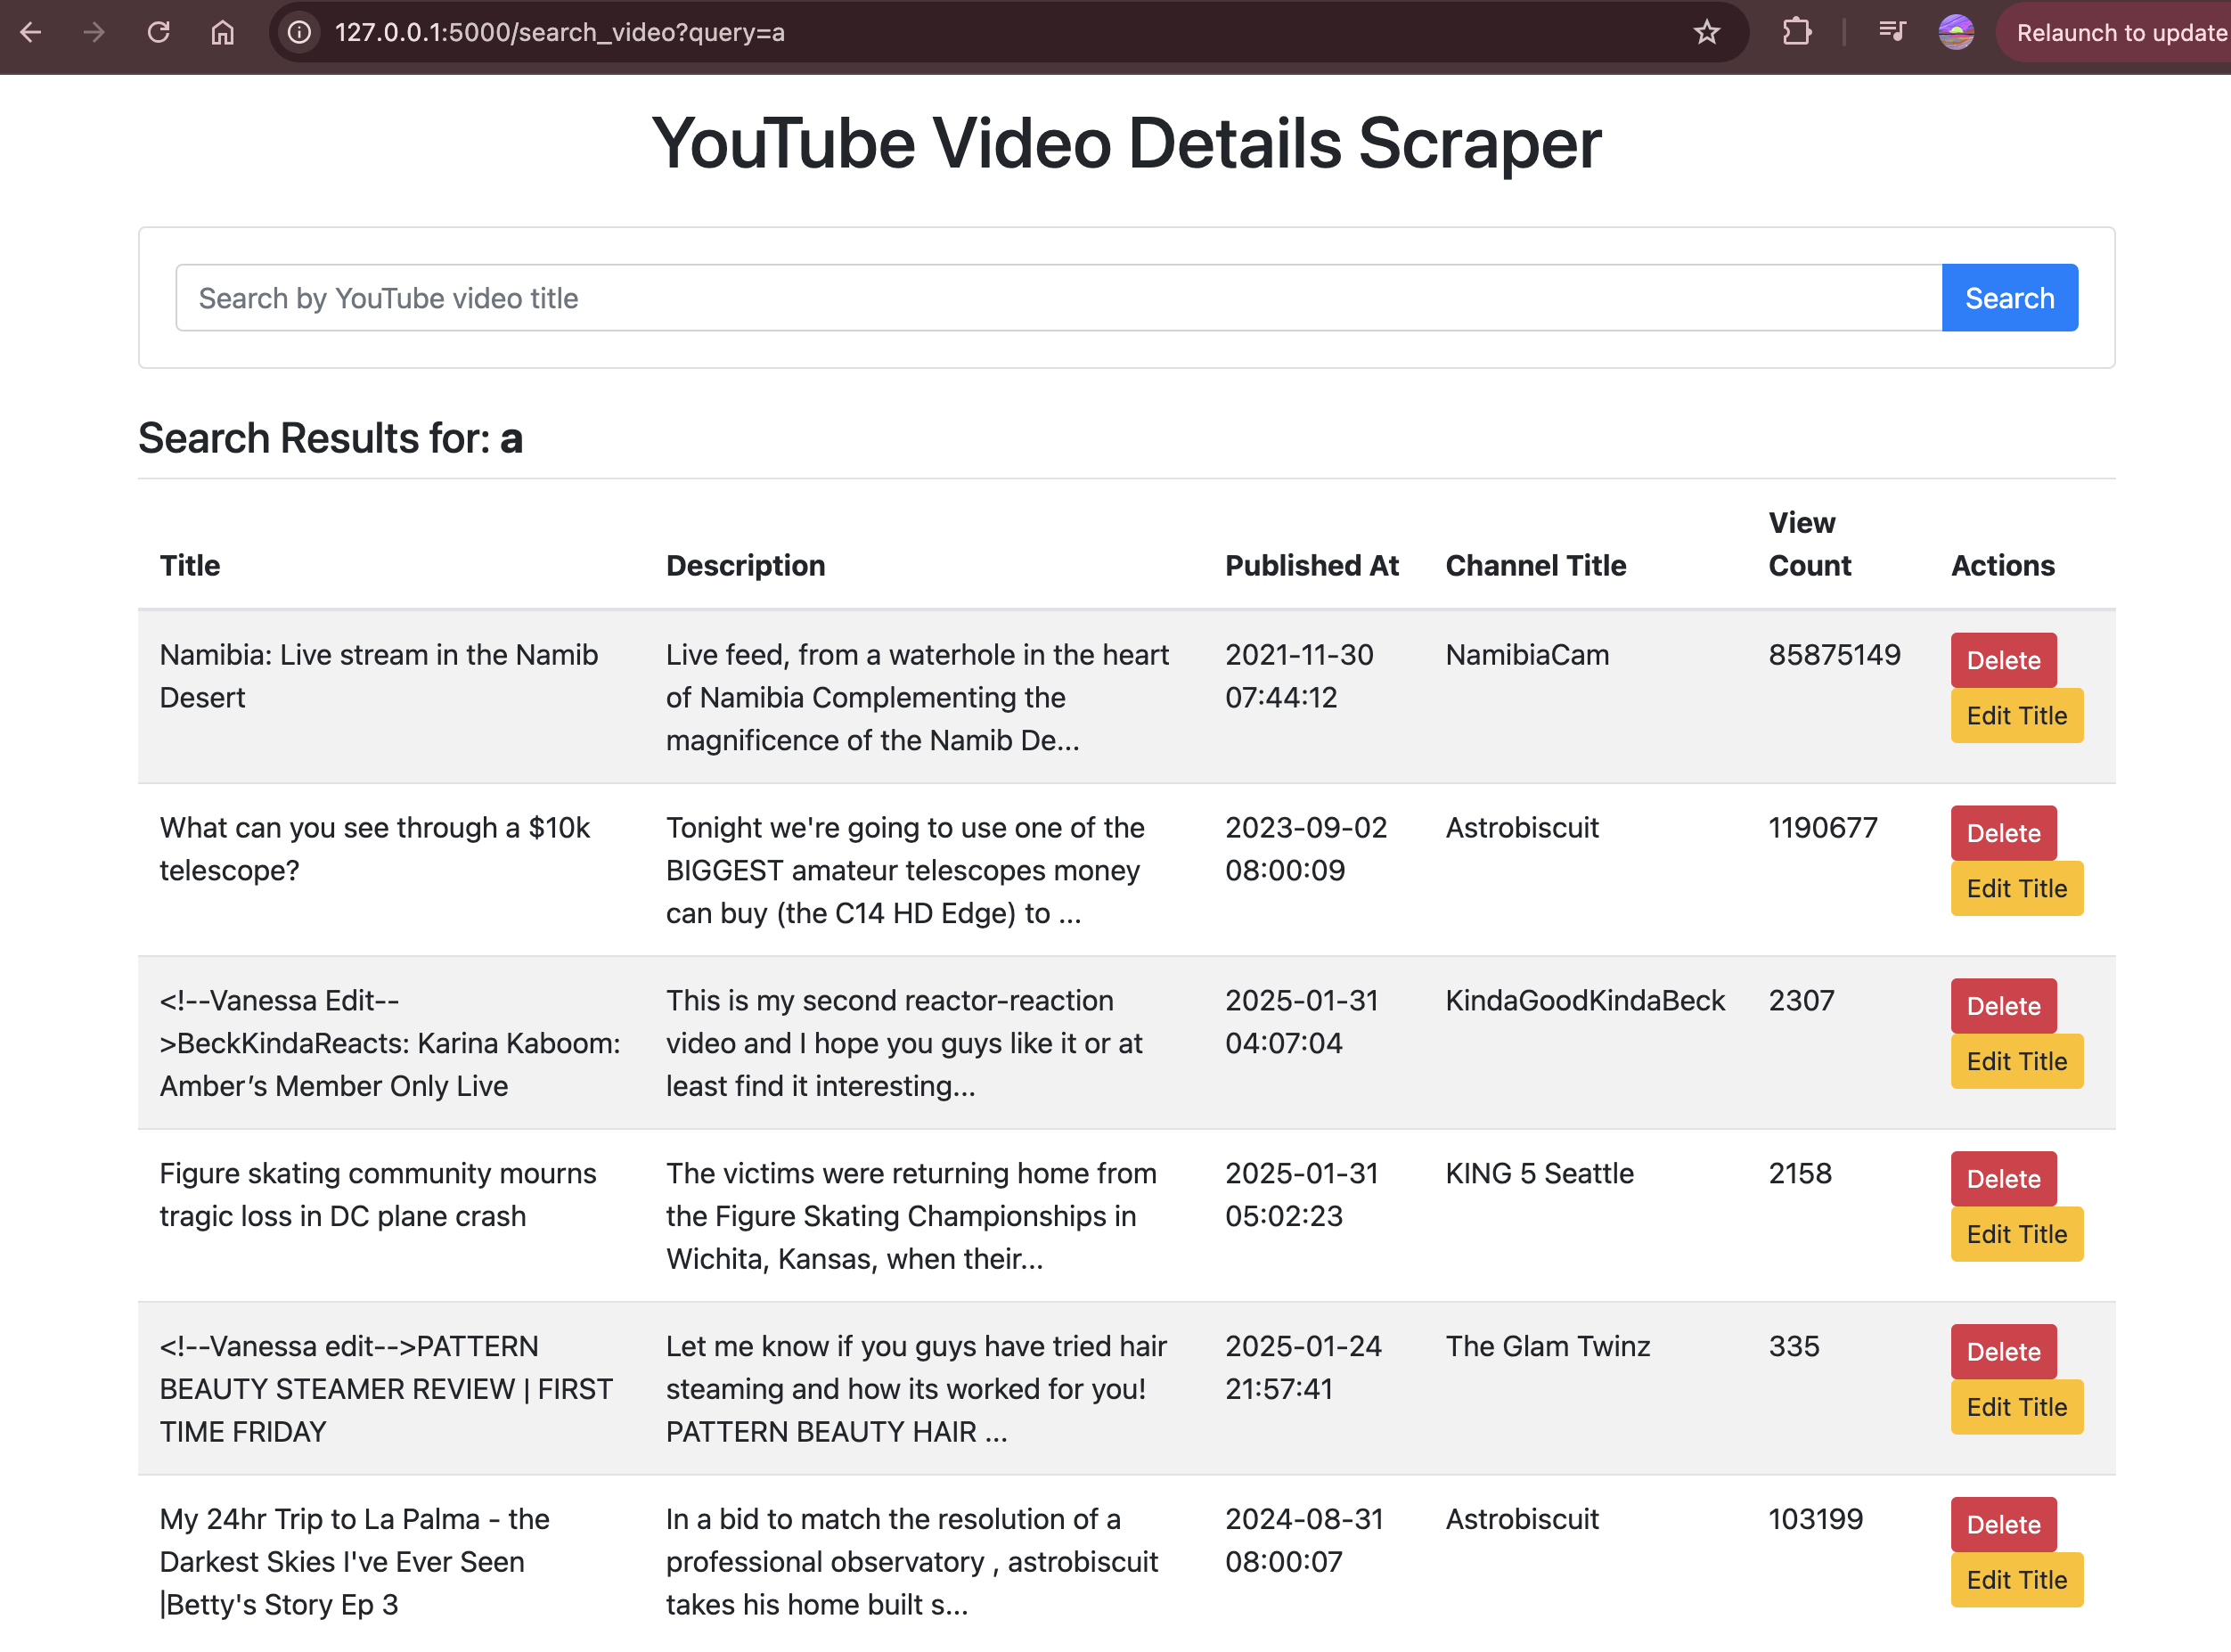 127.0.0.1:5000/search_video?query=a
Relaunch to update
YouTube Video Details Scraper
Search by YouTube video title
Search
Search Results for: a
Title
Description
Published At
Channel Title
View
Count
Actions
Namibia: Live stream in the Namib
Desert
Live feed, from a waterhole in the heart
of Namibia Complementing the
magnificence of the Namib De...
2021-11-30
07:44:12
NamibiaCam
85875149
Delete
Edit Title
What can you see through a $10k
telescope?
Tonight we're going to use one of the
BIGGEST amateur telescopes money
can buy (the C14 HD Edge) to ...
2023-09-02
08:00:09
Astrobiscuit
1190677
Delete
Edit Title
<!--Vanessa Edit--
>BeckKindaReacts: Karina Kaboom:
Amber’s Member Only Live
This is my second reactor-reaction
video and I hope you guys like it or at
least find it interesting...
2025-01-31
04:07:04
KindaGoodKindaBeck
2307
Delete
Edit Title
Figure skating community mourns
tragic loss in DC plane crash
The victims were returning home from
the Figure Skating Championships in
Wichita, Kansas, when their...
2025-01-31
05:02:23
KING 5 Seattle
2158
Delete
Edit Title
<!--Vanessa edit-->PATTERN
BEAUTY STEAMER REVIEW | FIRST
TIME FRIDAY
Let me know if you guys have tried hair
steaming and how its worked for you!
PATTERN BEAUTY HAIR ...
2025-01-24
21:57:41
The Glam Twinz
335
Delete
Edit Title
My 24hr Trip to La Palma - the
Darkest Skies I've Ever Seen
|Betty's Story Ep 3
In a bid to match the resolution of a
professional observatory , astrobiscuit
takes his home built s...
2024-08-31
08:00:07
Astrobiscuit
103199
Delete
Edit Title